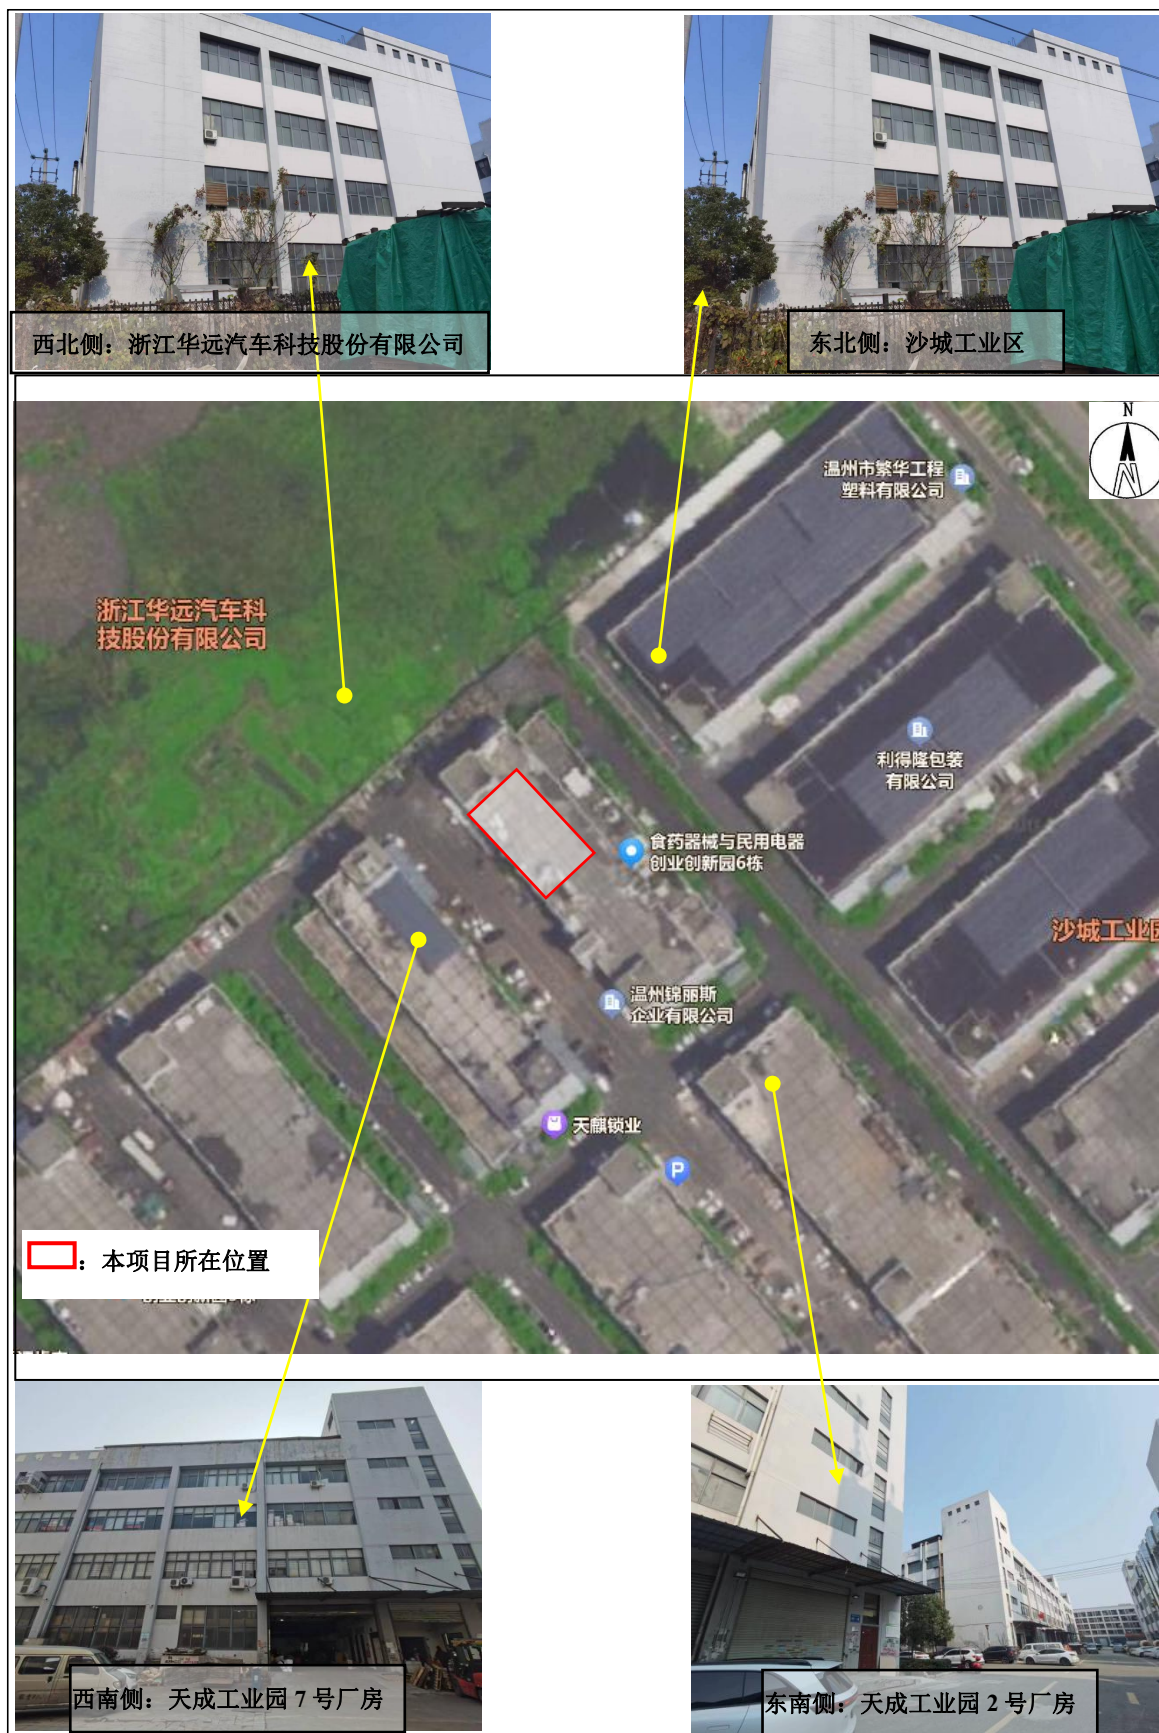 西北侧：浙江华远汽车科技股份有限公司
东北侧：沙城工业区
N
温州市繁华工程
塑料有限公司
浙江华远汽车科
技股份有限公司
利得隆包装
有限公司
食药器械与民用电器
创业创新园6栋
沙城工业园
温州锦丽斯
企业有限公司
天麒锁业
P
：本项目所在位置
西南侧：天成工业园 7 号厂房
东南侧：天成工业园 2 号厂房